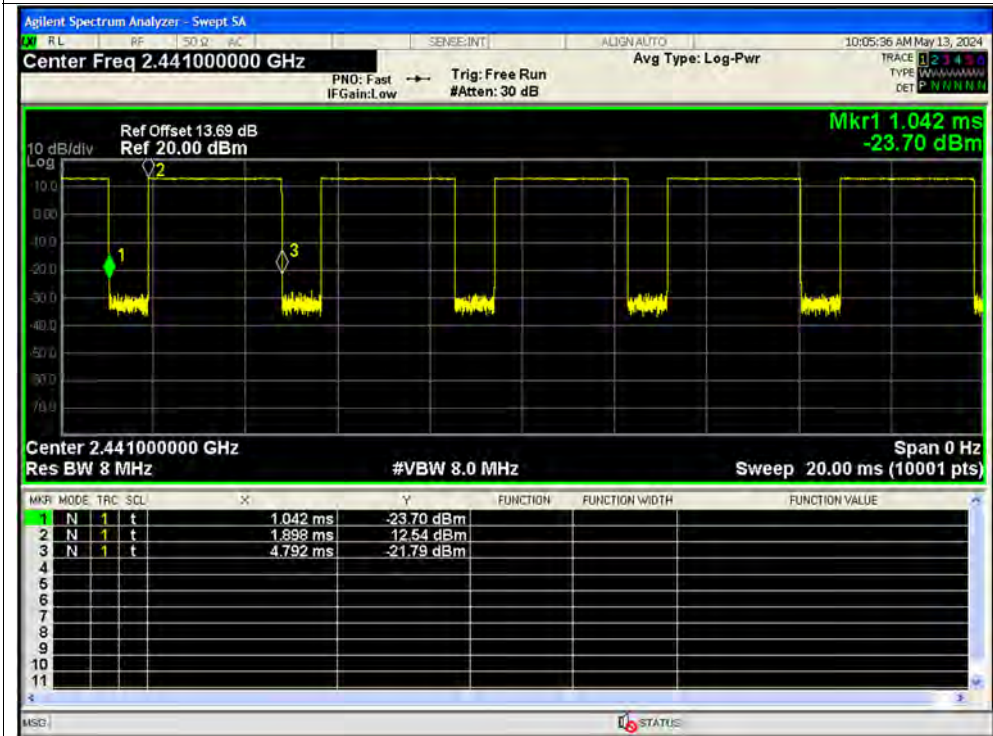 Agilent Spectrum Analyzer - Swept SA
RL RF 50 Ω AC SENSE:INT ALIGN AUTO 10:05:36 AM May 13, 2024
Center Freq 2.441000000 GHz Avg Type: Log-Pwr TRACE 1 2 3 4 5 6
PNO: Fast Trig: Free Run TYPE
IFGain:Low #Atten: 30 dB DET P N N N N N
Mkr1 1.042 ms
-23.70 dBm
Ref Offset 13.69 dB
10 dB/div Ref 20.00 dBm
Log
2
10.0
0.00
-10.0
1
3
-20.0
-30.0
-40.0
-50.0
Center 2.441000000 GHz Span 0 Hz
Res BW 8 MHz #VBW 8.0 MHz Sweep 20.00 ms (10001 pts)
MKR MODE TRC SCL X Y FUNCTION FUNCTION WIDTH FUNCTION VALUE
1 N 1 t 1.042 ms -23.70 dBm
2 N 1 t 1.898 ms 12.54 dBm
3 N 1 t 4.792 ms -21.79 dBm
4
5
6
7
8
9
10
11
MSG STATUS